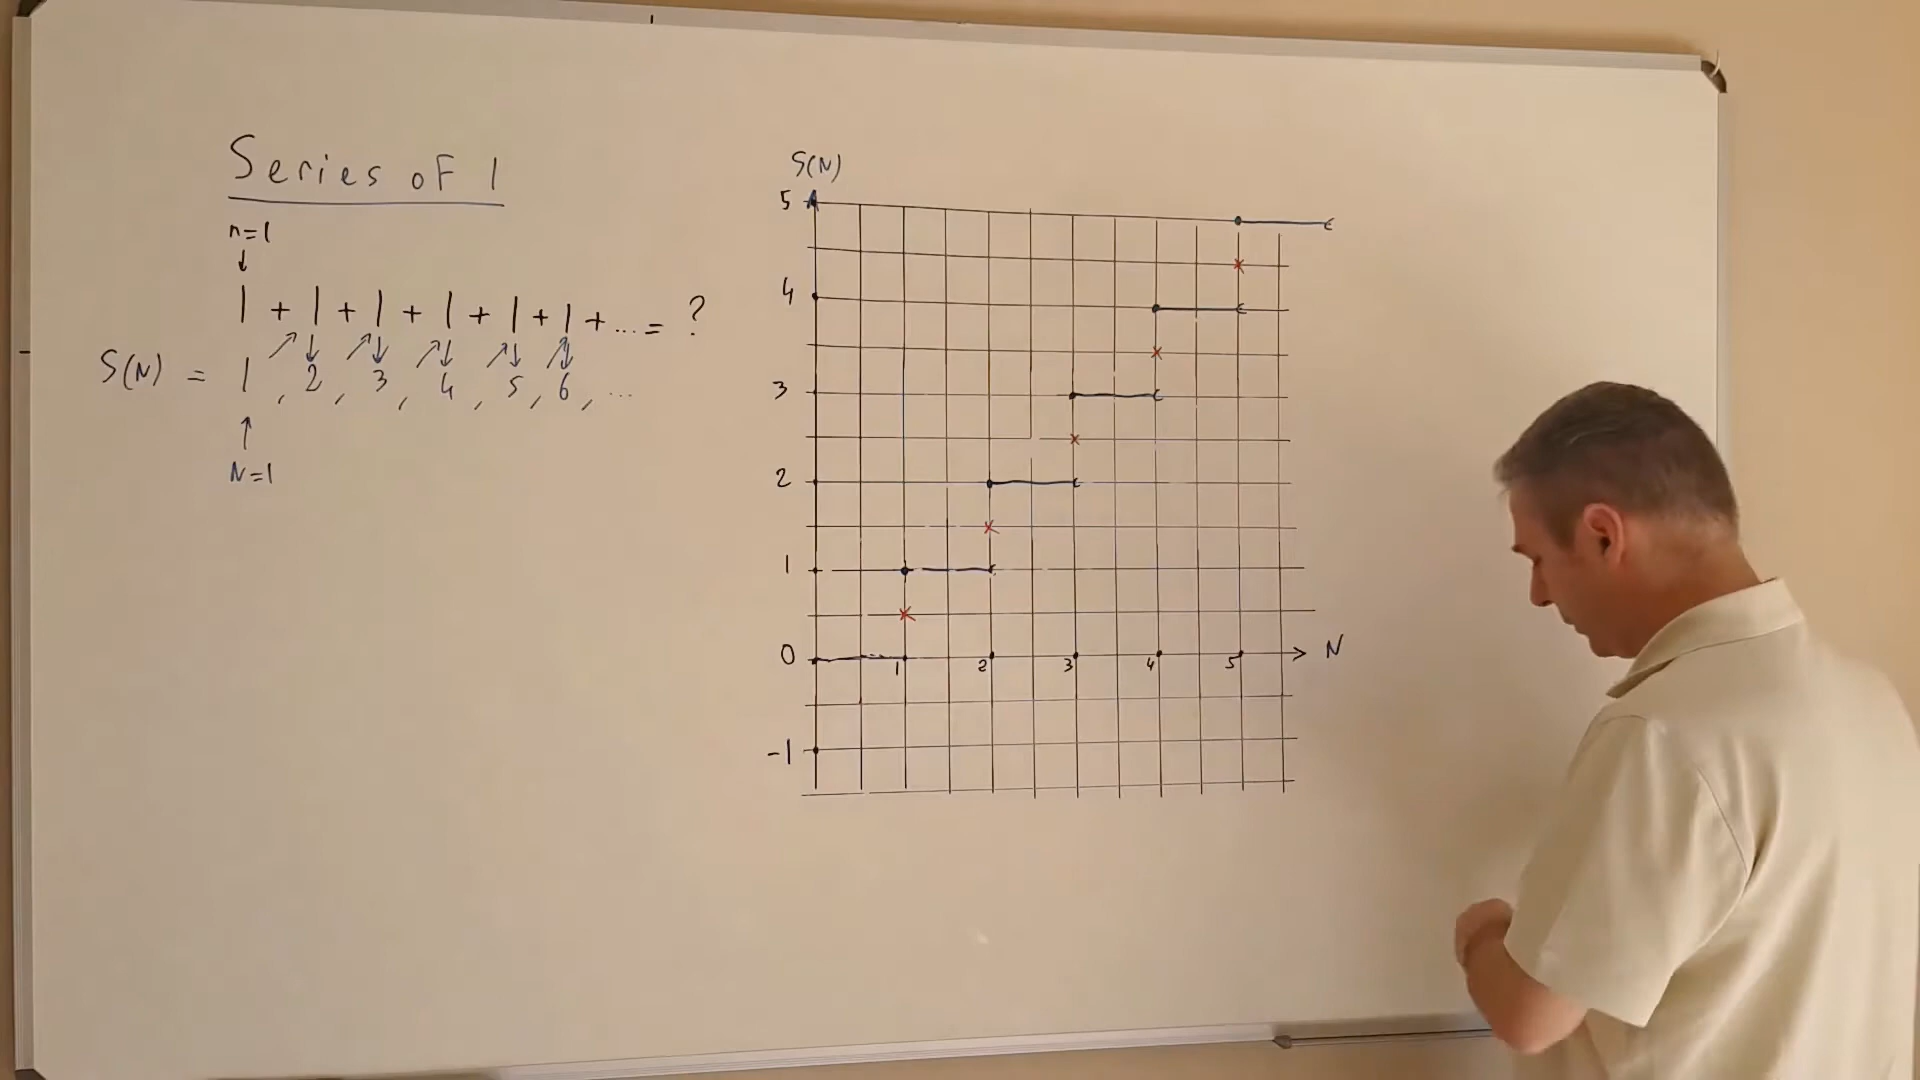 Series of 1
n=1
↓
1 + 1 + 1 + 1 + 1 + 1 + ... = ?
S(N) = 1, 2, 3, 4, 5, 6, ...
↑
N=1
S(N)
5
4
3
2
1
0
1 2 3 4 5 N
-1